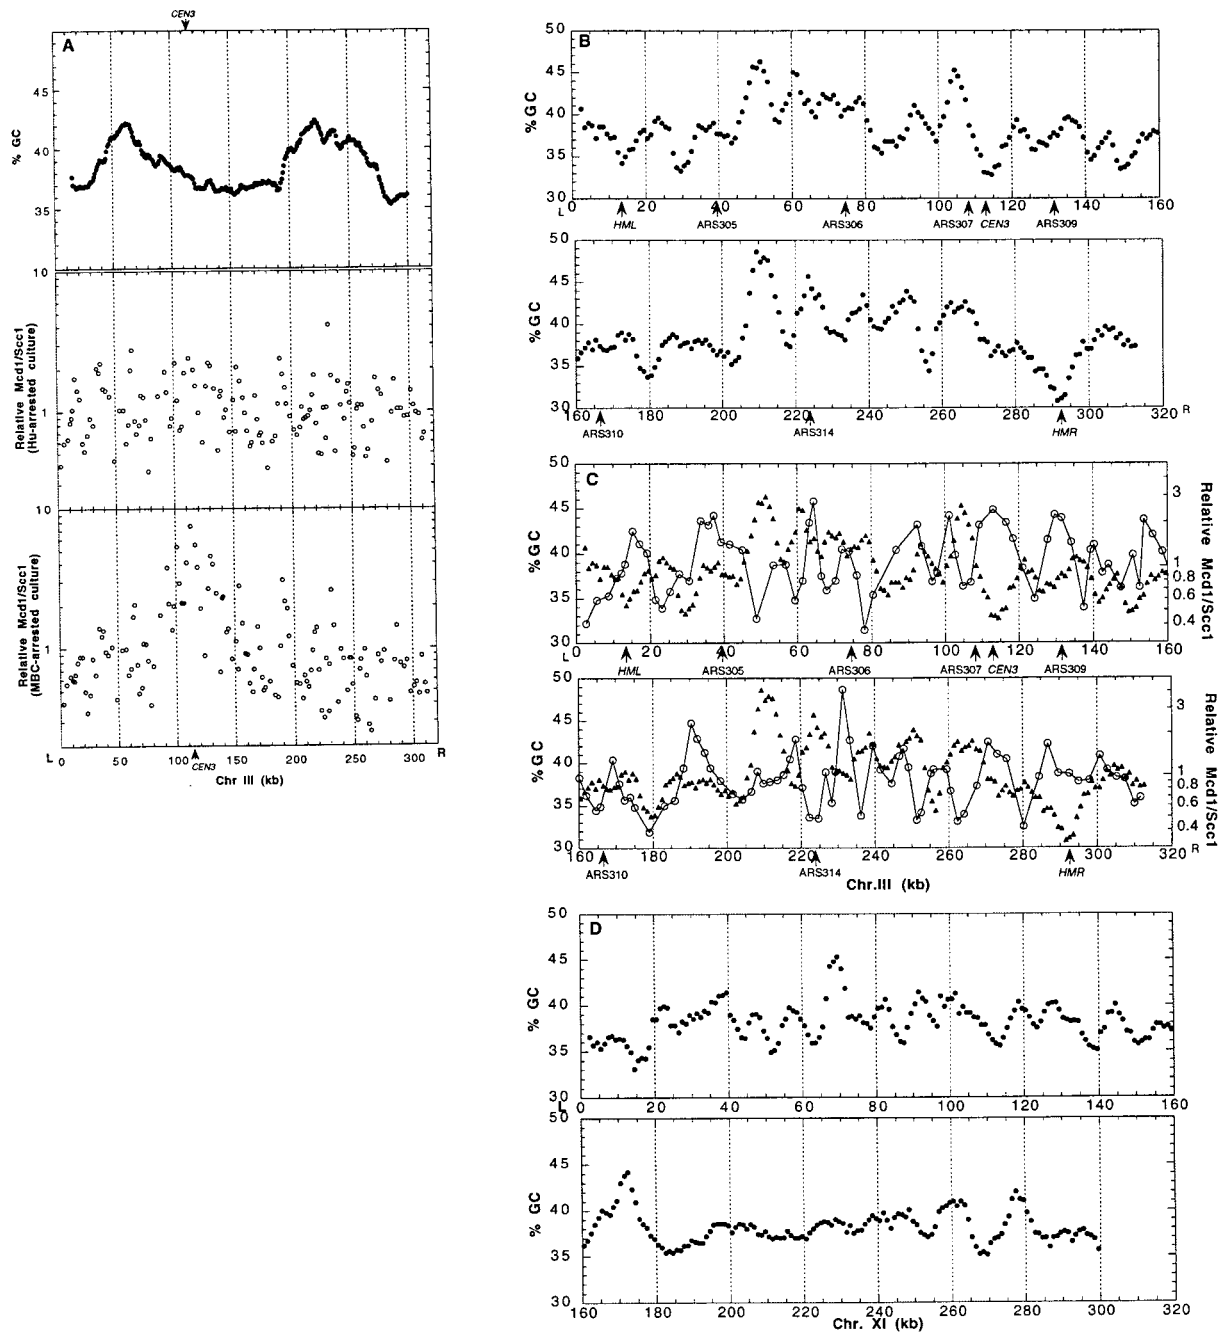 CEN3
A
% GC
45
40
35
10
Relative Mcd1/Scc1
(Hu-arrested culture)
1
10
Relative Mcd1/Scc1
(MBC-arrested culture)
1
L
0 50 100 150 200 250 300
R
CEN3
Chr III (kb)
B
%GC
50
45
40
35
30
L
0 20 40 60 80 100 120 140 160
HML ARS305 ARS306 ARS307 CEN3 ARS309
%GC
50
45
40
35
30
160 180 200 220 240 260 280 300 320 R
ARS310 ARS314 HMR
C
%GC
50
45
40
35
30
Relative Mcd1/Scc1
3
1
0.8
0.6
0.4
L
0 20 40 60 80 100 120 140 160
HML ARS305 ARS306 ARS307 CEN3 ARS309
%GC
50
45
40
35
30
Relative Mcd1/Scc1
3
1
0.8
0.6
0.4
160 180 200 220 240 260 280 300 320 R
ARS310 ARS314 HMR
Chr.III (kb)
D
% GC
50
45
40
35
30
L
0 20 40 60 80 100 120 140 160
% GC
50
45
40
35
30
160 180 200 220 240 260 280 300 320
Chr. XI (kb)